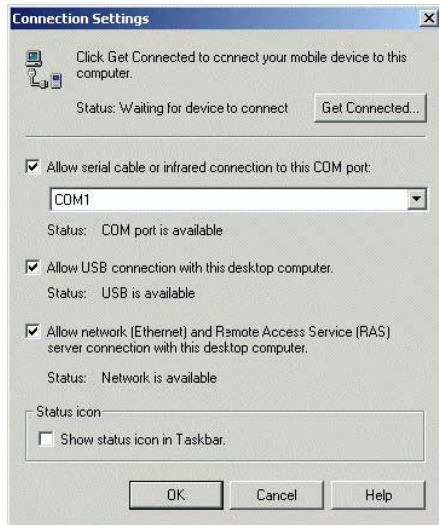 Connection Settings
Click Get Connected to connect your mobile device to this
computer.
Status: Waiting for device to connect
Get Connected...
Allow serial cable or infrared connection to this COM port:
COM1
Status: COM port is available
Allow USB connection with this desktop computer.
Status: USB is available
Allow network (Ethernet) and Remote Access Service (RAS)
server connection with this desktop computer.
Status: Network is available
Status icon
Show status icon in Taskbar.
OK Cancel Help